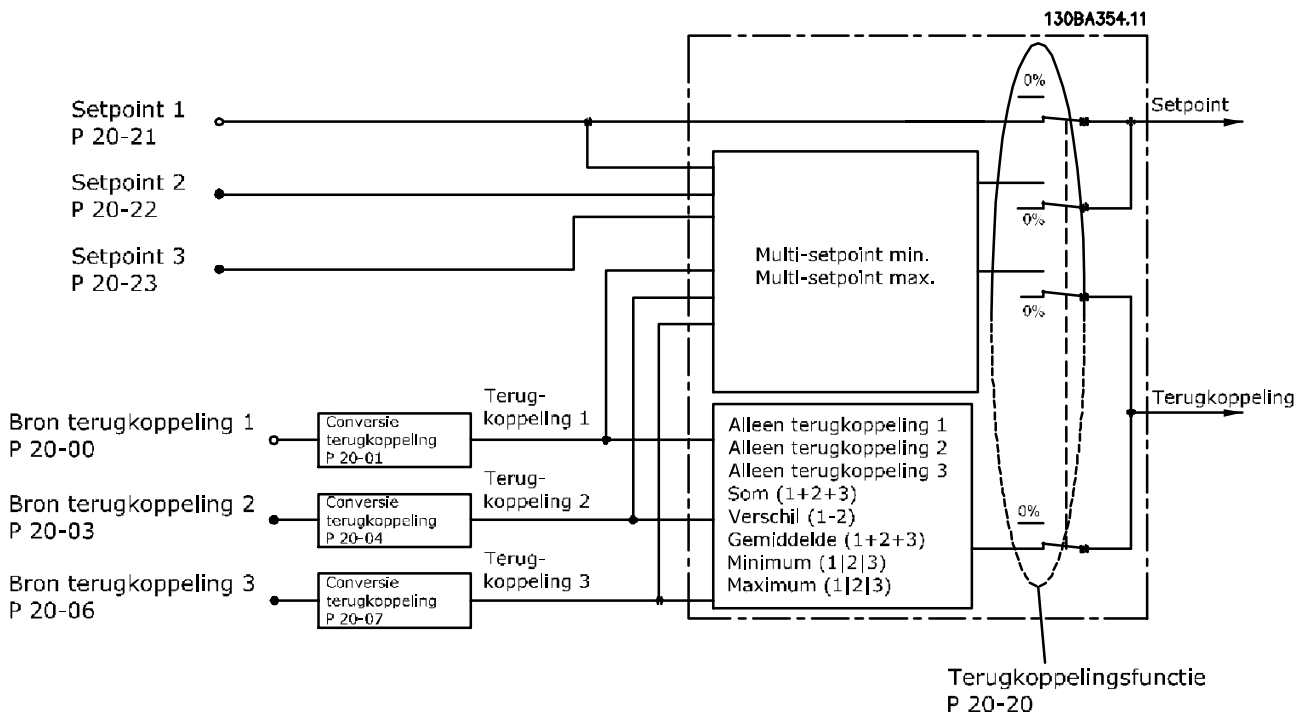 130BA354.11
Setpoint 1
P 20-21
Setpoint 2
P 20-22
Setpoint 3
P 20-23
0%
Setpoint
0%
Multi-setpoint min.
Multi-setpoint max.
0%
Terugkoppeling
Bron terugkoppeling 1
P 20-00
Conversie
terugkoppeling
P 20-01
Terug-
koppeling 1
Bron terugkoppeling 2
P 20-03
Conversie
terugkoppeling
P 20-04
Terug-
koppeling 2
Bron terugkoppeling 3
P 20-06
Conversie
terugkoppeling
P 20-07
Terug-
koppeling 3
Alleen terugkoppeling 1
Alleen terugkoppeling 2
Alleen terugkoppeling 3
Som (1+2+3)
Verschil (1-2)
Gemiddelde (1+2+3)
Minimum (1|2|3)
Maximum (1|2|3)
0%
Terugkoppelingsfunctie
P 20-20